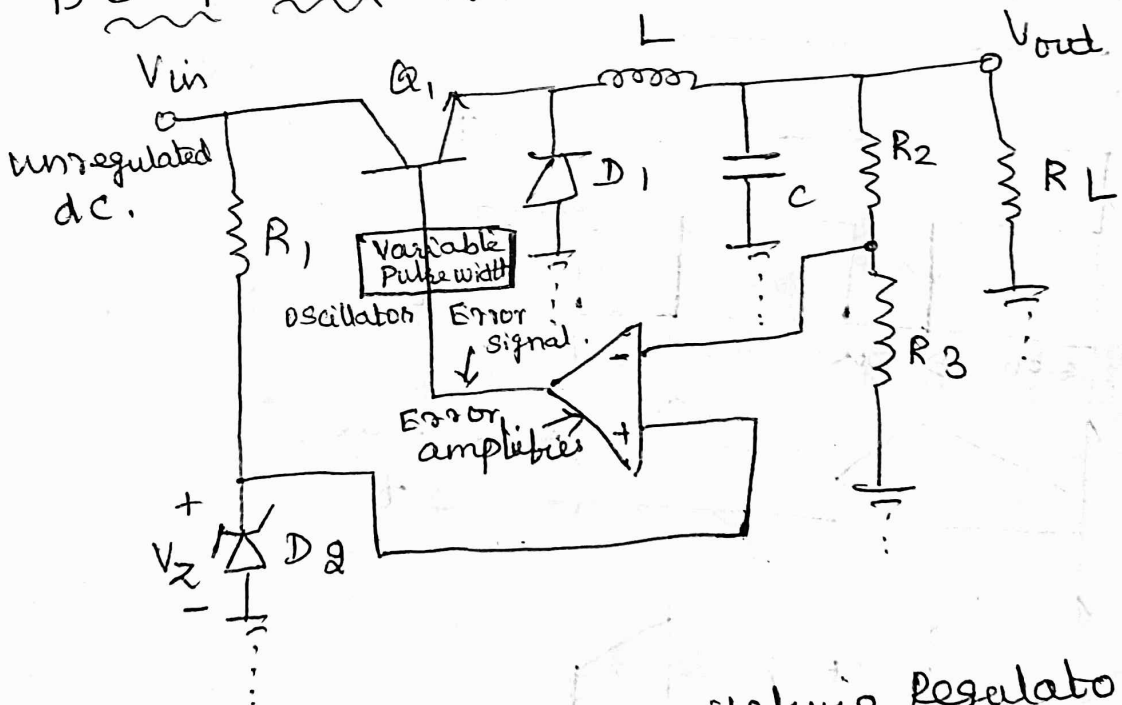 L
Vout
Vin
Q1
unregulated
dc.
R1
D1
C
R2
RL
Variable
Pulse width
Oscillator
Error
signal
-
R3
Error
amplifier
+
+
Vz
D2
-
Regulato